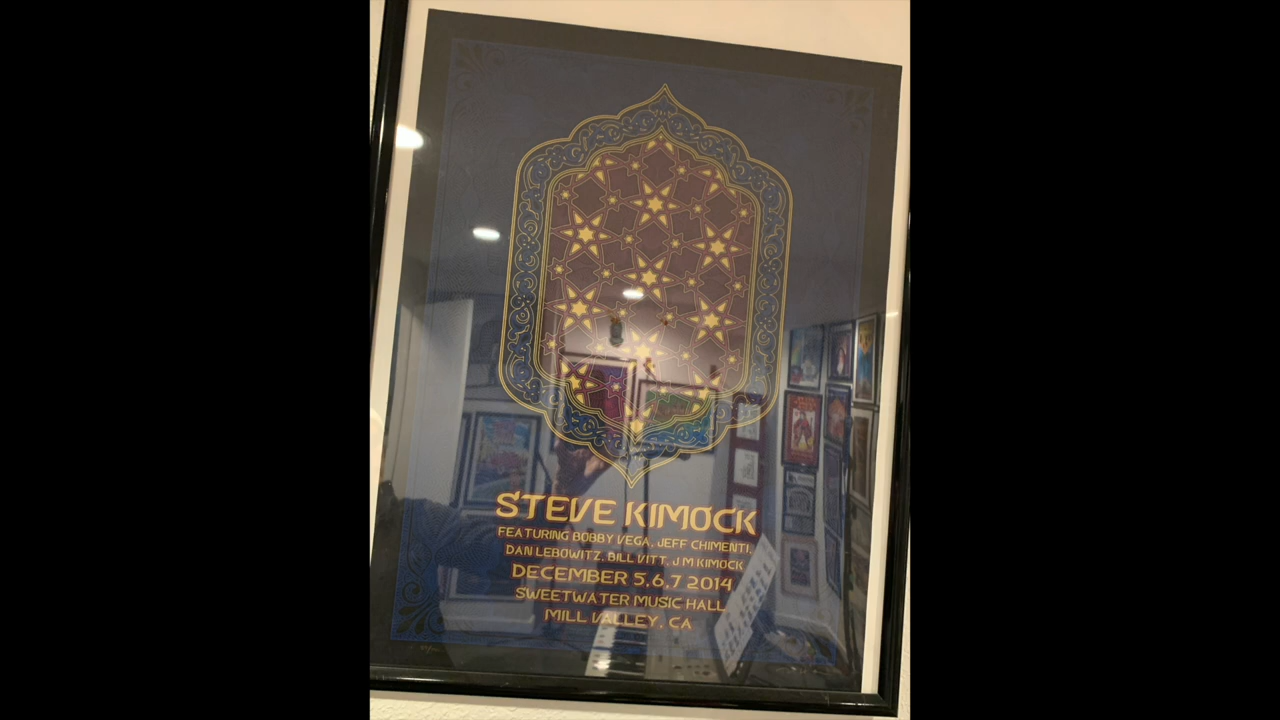 STEVE KIMOCK
FEATURING BOBBY VEGA, JEFF CHIMENTI,
DAN LEBOWITZ, BILL VITT, J M KIMOCK
DECEMBER 5,6,7 2014
SWEETWATER MUSIC HALL
MILL VALLEY, CA